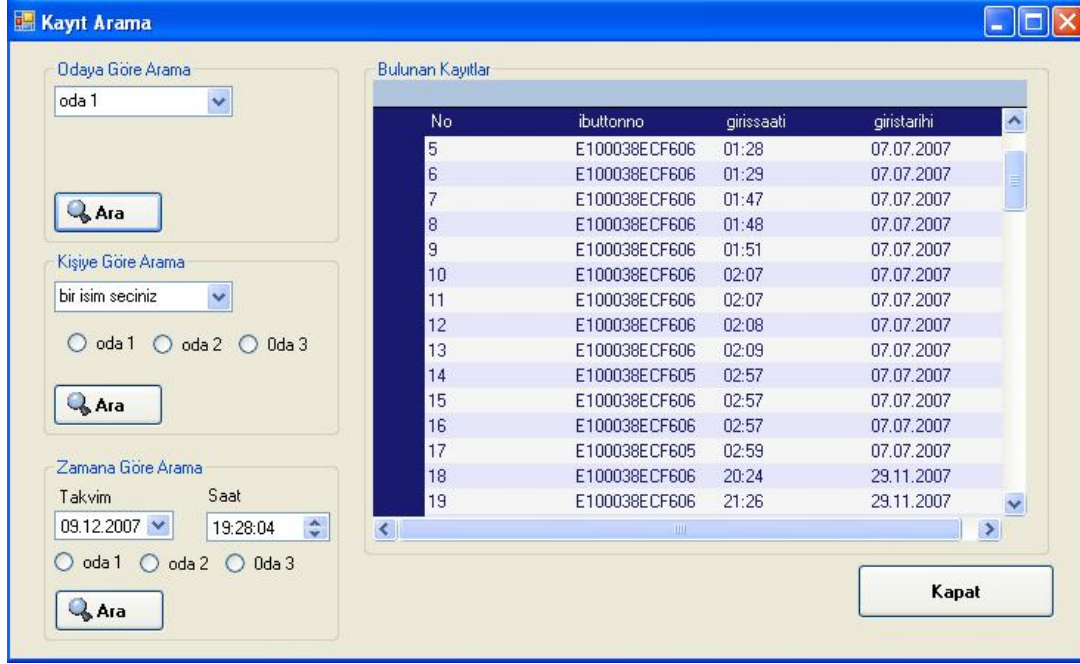 Kayıt Arama
Odaya Göre Arama
oda 1
Ara
Kişiye Göre Arama
bir isim seciniz
oda 1 oda 2 0da 3
Ara
Zamana Göre Arama
Takvim Saat
09.12.2007 19:28:04
oda 1 oda 2 0da 3
Ara
Bulunan Kayıtlar
No ibuttonno girissaati giristarihi
5 E100038ECF606 01:28 07.07.2007
6 E100038ECF606 01:29 07.07.2007
7 E100038ECF606 01:47 07.07.2007
8 E100038ECF606 01:48 07.07.2007
9 E100038ECF606 01:51 07.07.2007
10 E100038ECF606 02:07 07.07.2007
11 E100038ECF606 02:07 07.07.2007
12 E100038ECF606 02:08 07.07.2007
13 E100038ECF606 02:09 07.07.2007
14 E100038ECF605 02:57 07.07.2007
15 E100038ECF606 02:57 07.07.2007
16 E100038ECF606 02:57 07.07.2007
17 E100038ECF605 02:59 07.07.2007
18 E100038ECF606 20:24 29.11.2007
19 E100038ECF606 21:26 29.11.2007
Kapat